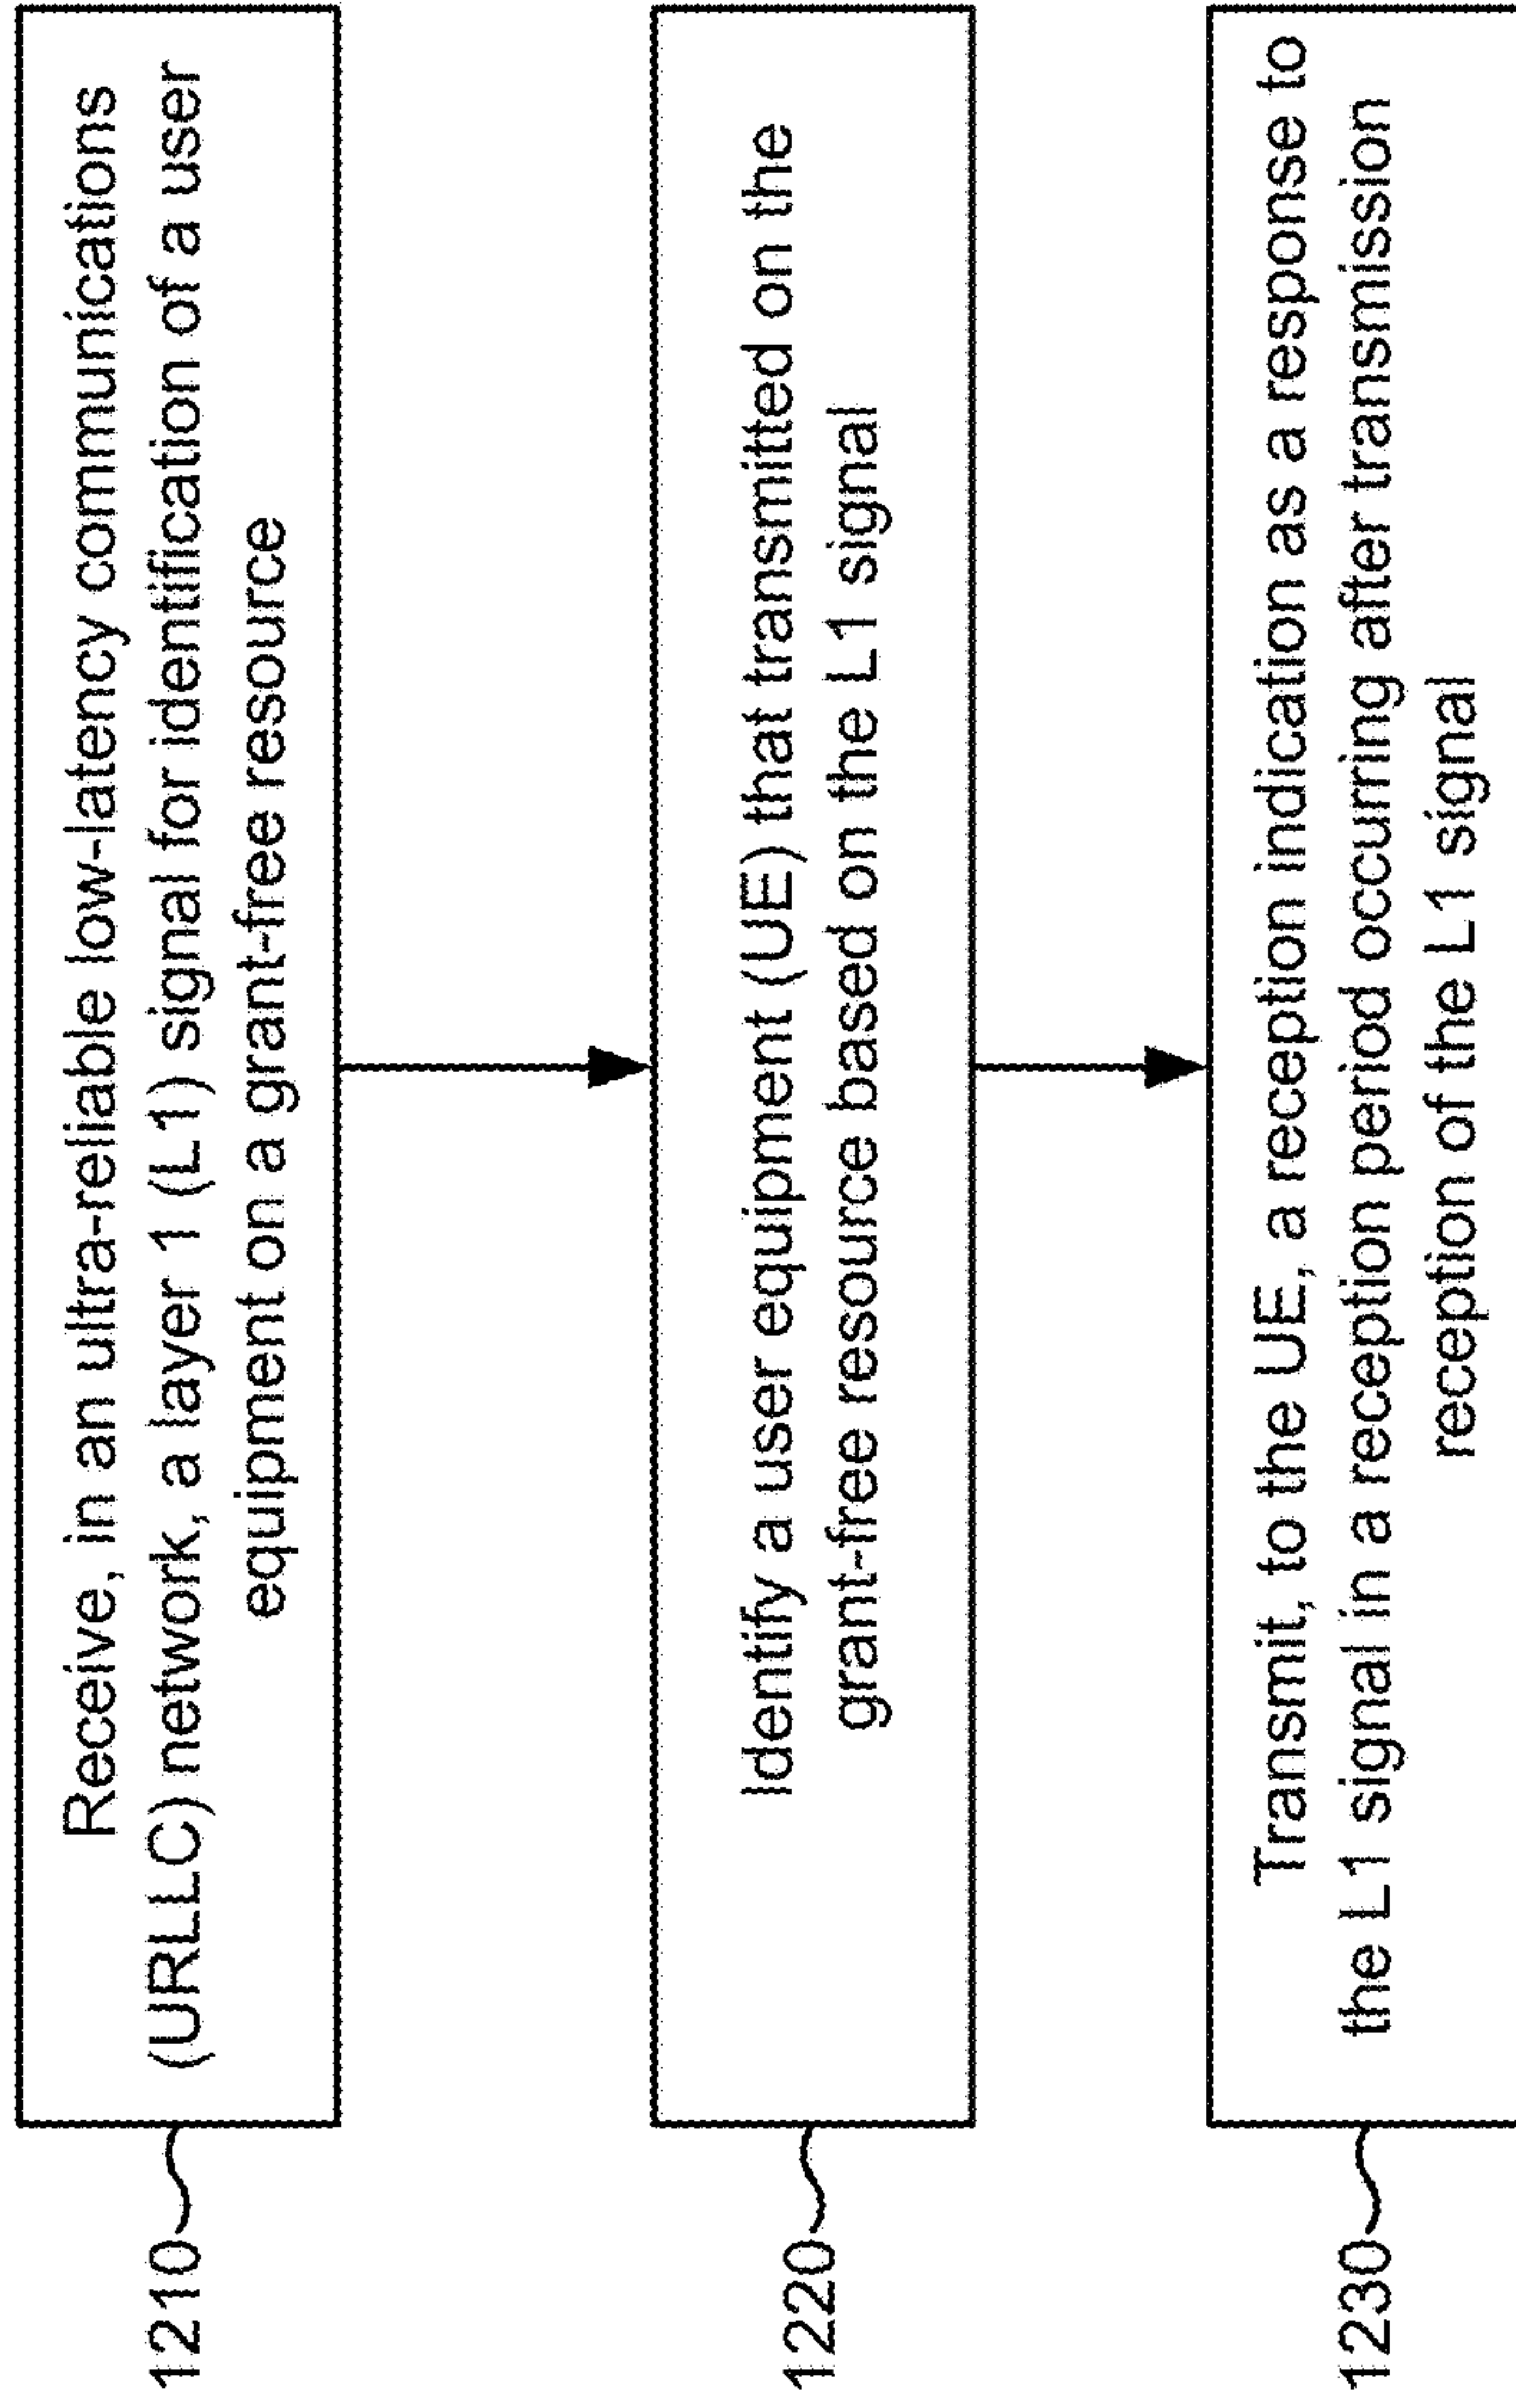 1210
Receive, in an ultra-reliable low-latency communications
(URLLC) network, a layer 1 (L1) signal for identification of a user
equipment on a grant-free resource
1220
Identify a user equipment (UE) that transmitted on the
grant-free resource based on the L1 signal
1230
Transmit, to the UE, a reception indication as a response to
the L1 signal in a reception period occurring after transmission
reception of the L1 signal